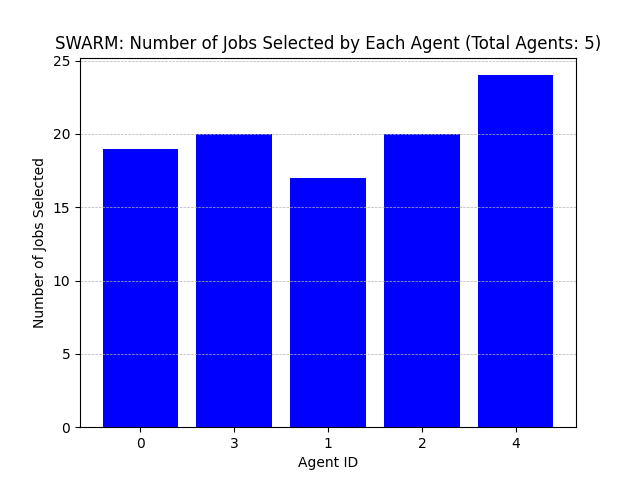 SWARM: Number of Jobs Selected by Each Agent (Total Agents: 5)
25
20
15
10
5
0
Number of Jobs Selected
0 3 1 2 4
Agent ID